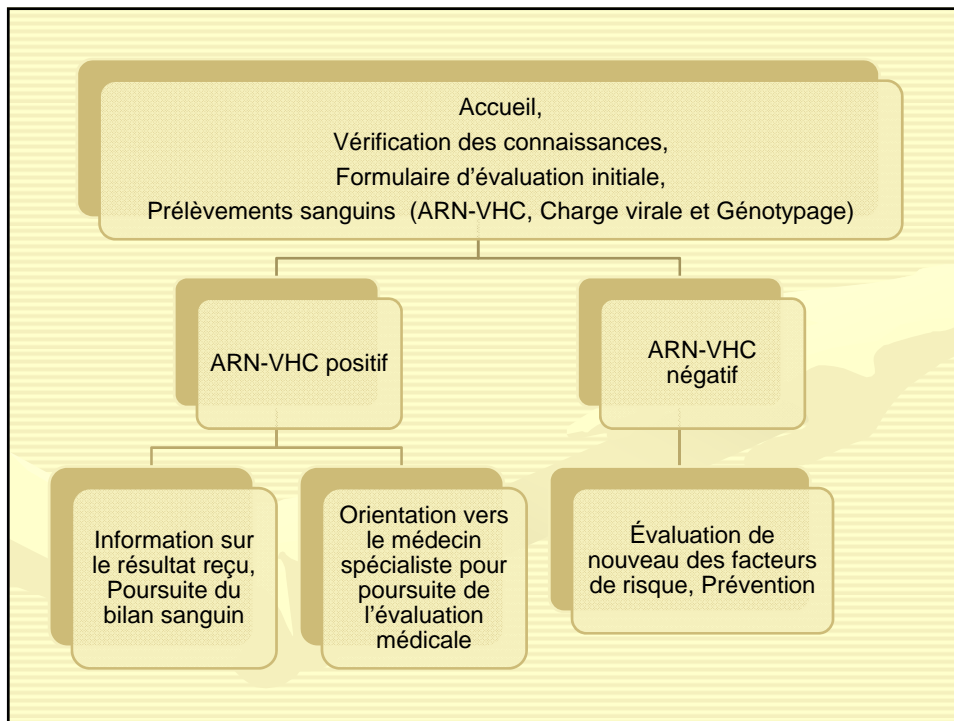 Accueil,
Vérification des connaissances,
Formulaire d'évaluation initiale,
Prélèvements sanguins (ARN-VHC, Charge virale et Génotypage)
ARN-VHC positif
ARN-VHC
négatif
Information sur
le résultat reçu,
Poursuite du
bilan sanguin
Orientation vers
le médecin
spécialiste pour
poursuite de
l'évaluation
médicale
Évaluation de
nouveau des facteurs
de risque, Prévention